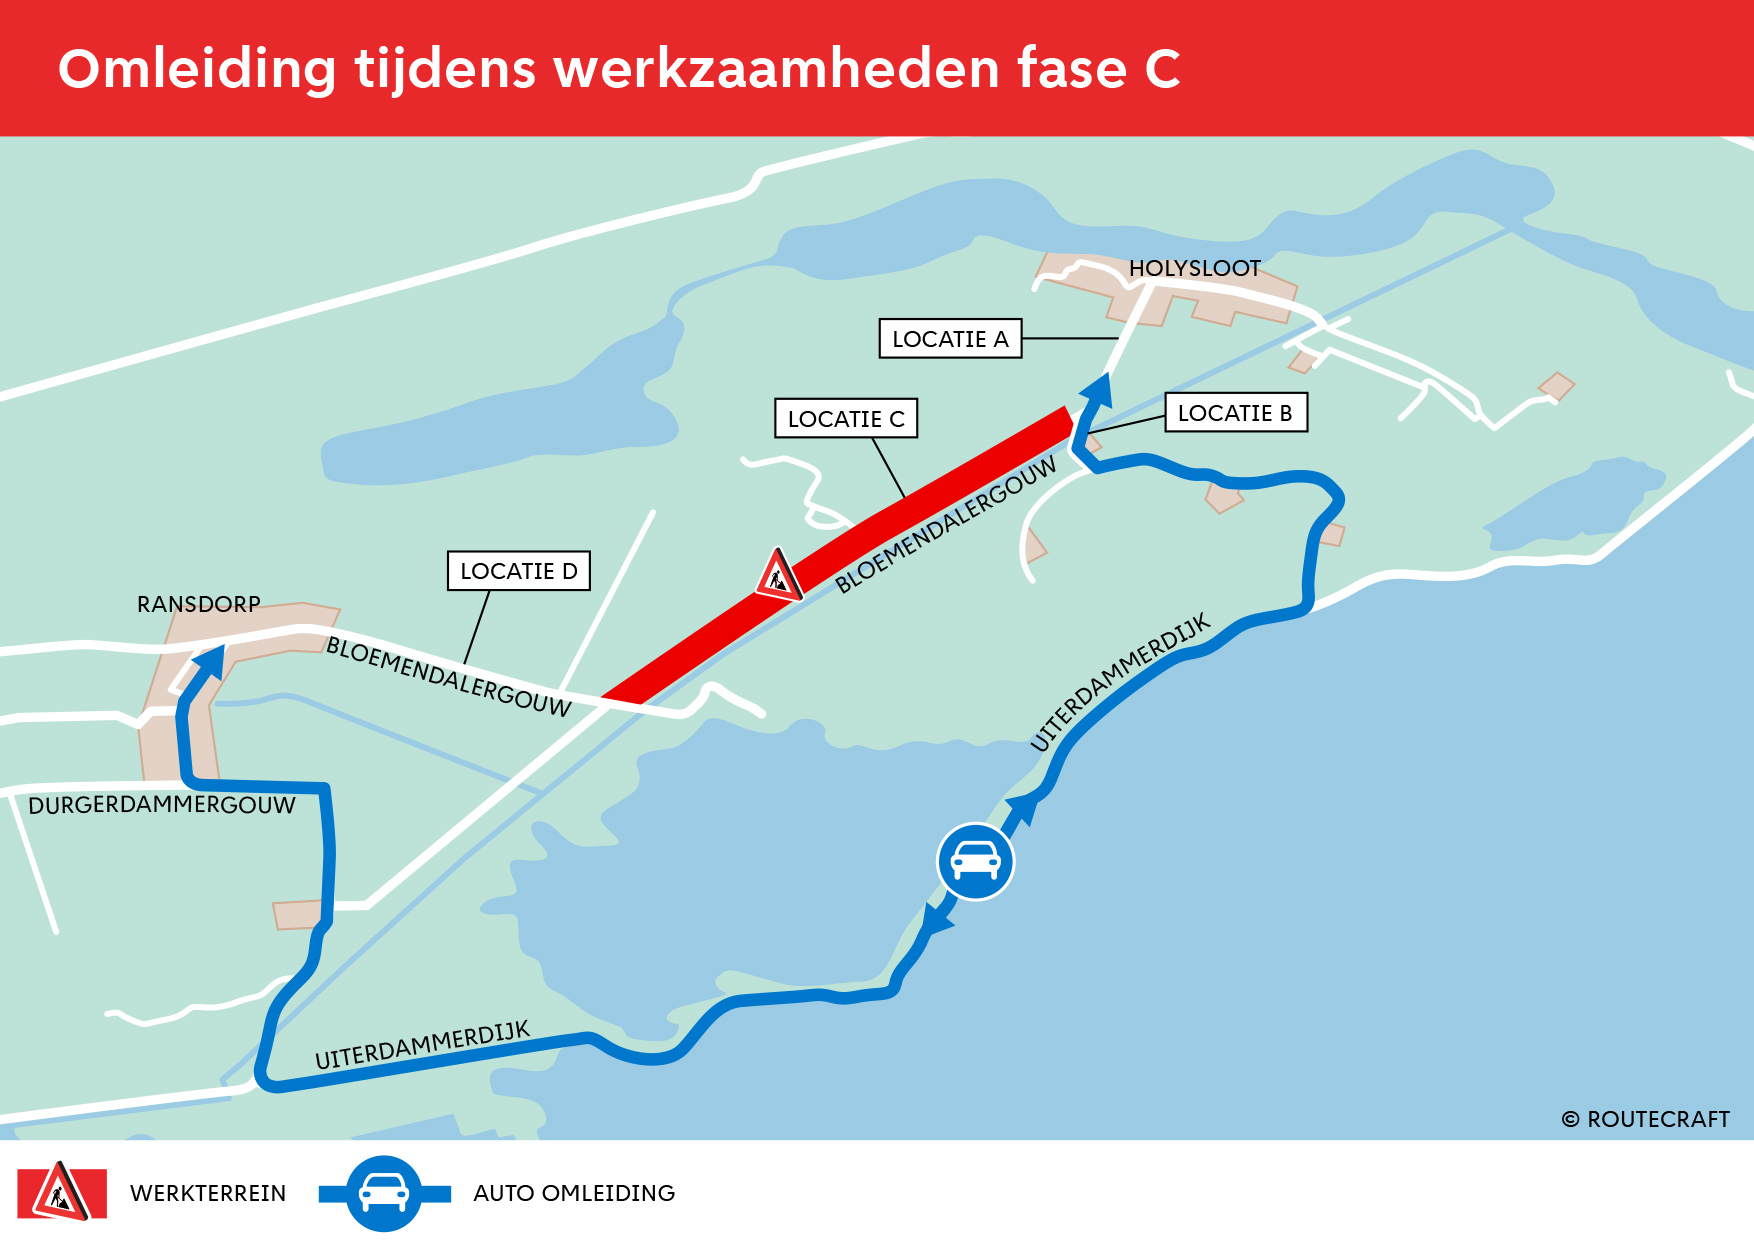 Omleiding tijdens werkzaamheden fase C
HOLYSLOOT
LOCATIE A
LOCATIE B
LOCATIE C
BLOEMENDALERGOUW
LOCATIE D
RANSDORP
BLOEMENDALERGOUW
UITERDAMMERDIJK
DURGERDAMMERGOUW
UITERDAMMERDIJK
© ROUTECRAFT
WERKTERREIN
AUTO OMLEIDING